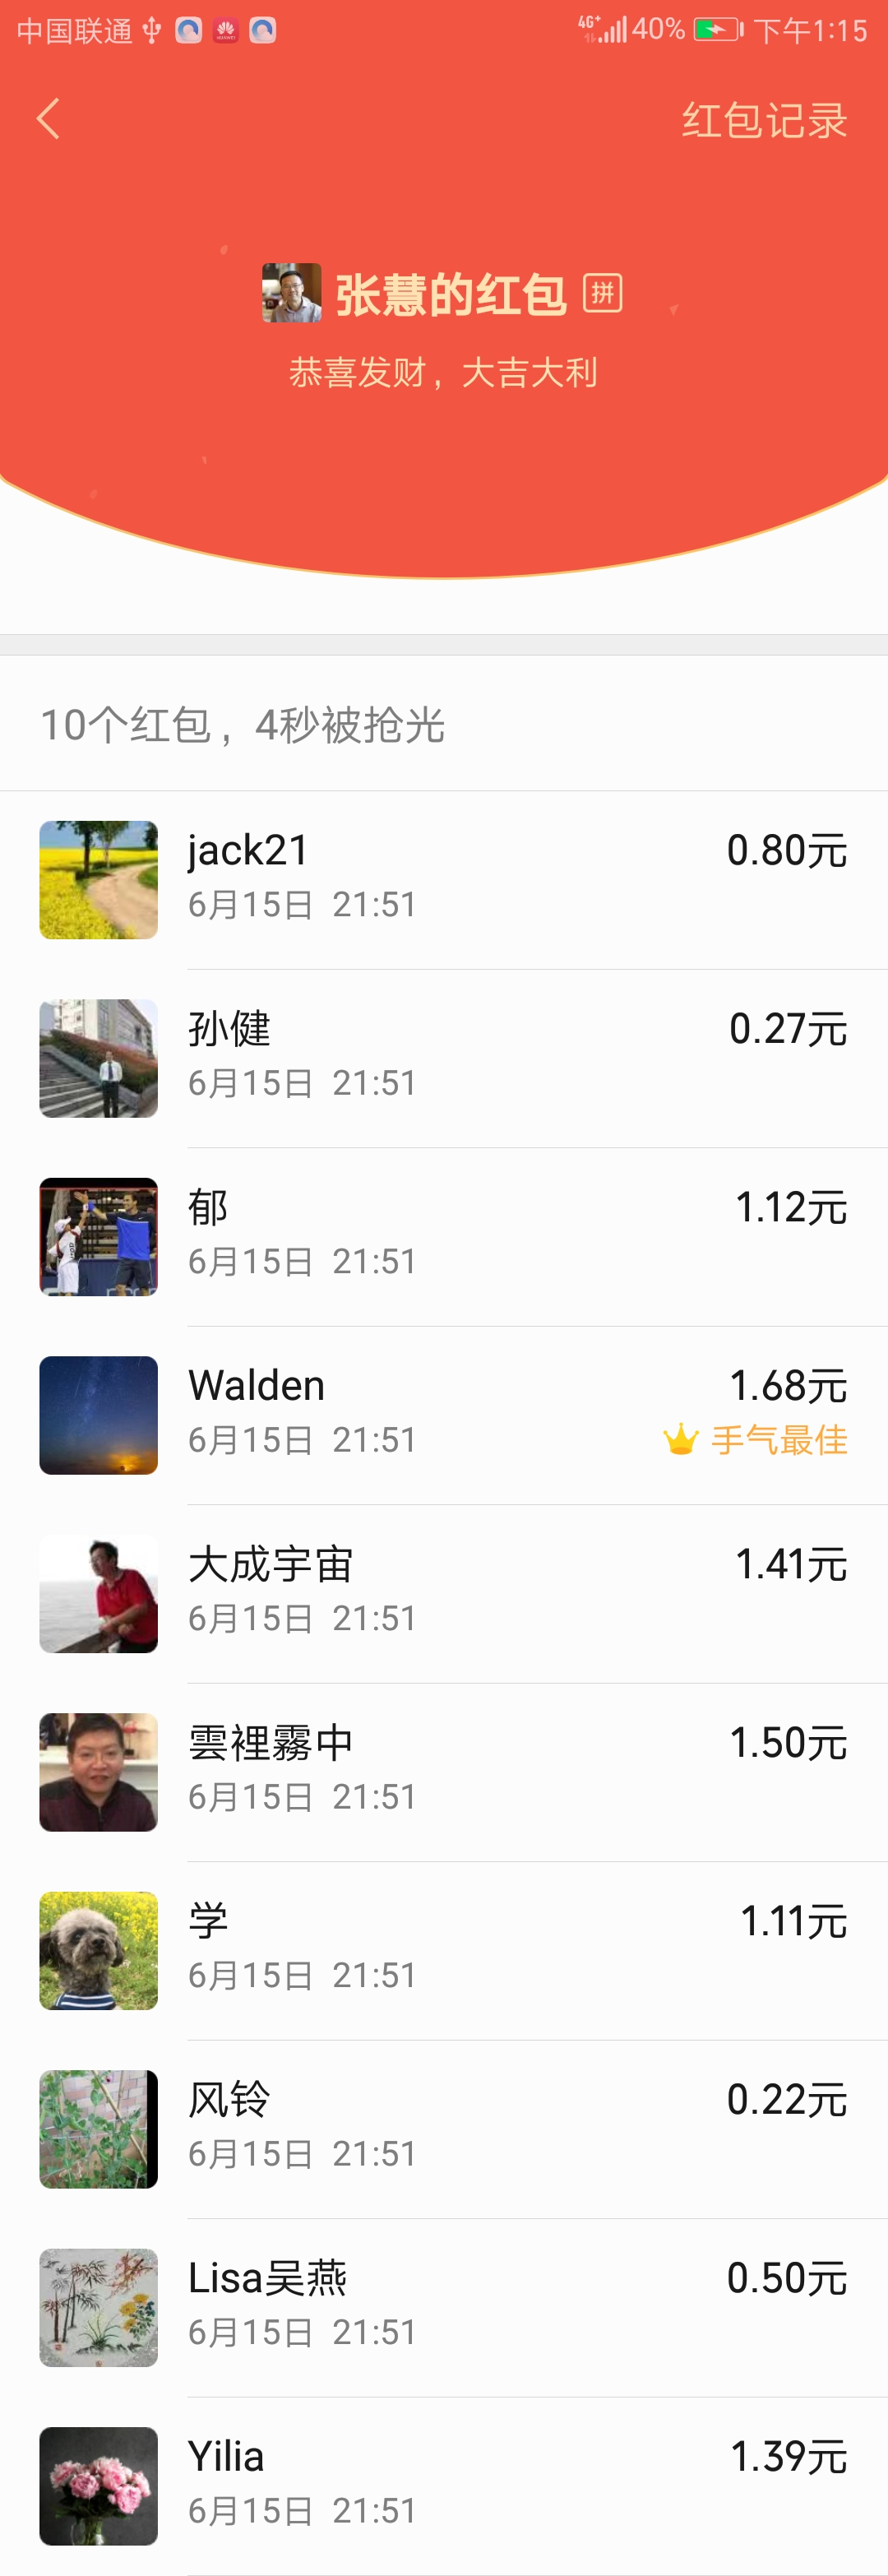 中国联通 4G+ 40% 下午1:15
红包记录
张慧的红包 拼
恭喜发财，大吉大利
10个红包，4秒被抢光
jack21 0.80元
6月15日 21:51
孙健 0.27元
6月15日 21:51
郁 1.12元
6月15日 21:51
Walden 1.68元
6月15日 21:51 手气最佳
大成宇宙 1.41元
6月15日 21:51
雲裡霧中 1.50元
6月15日 21:51
学 1.11元
6月15日 21:51
风铃 0.22元
6月15日 21:51
Lisa吴燕 0.50元
6月15日 21:51
Yilia 1.39元
6月15日 21:51